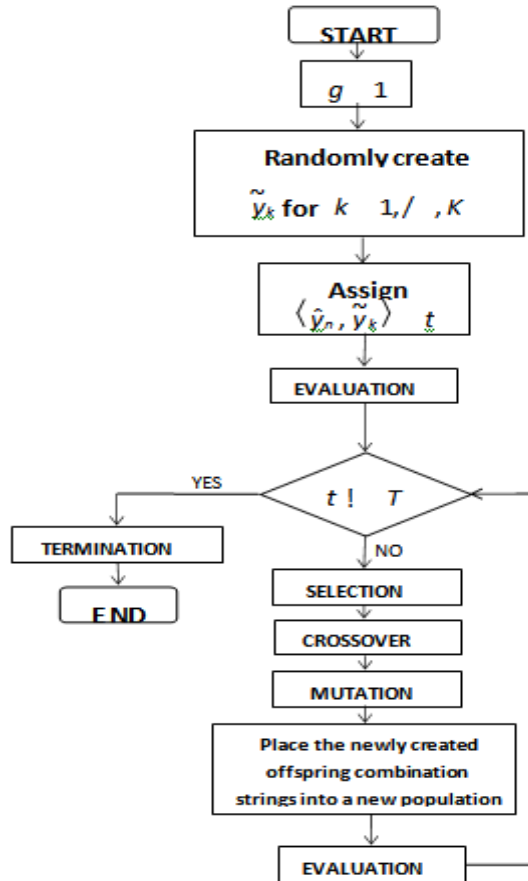 START
g 1
Randomly create
ỹₖ for k 1,/ ,K
Assign
⟨ŷₙ, ỹₖ⟩ t
EVALUATION
YES
t ! T
NO
TERMINATION
END
SELECTION
CROSSOVER
MUTATION
Place the newly created
offspring combination
strings into a new population
EVALUATION